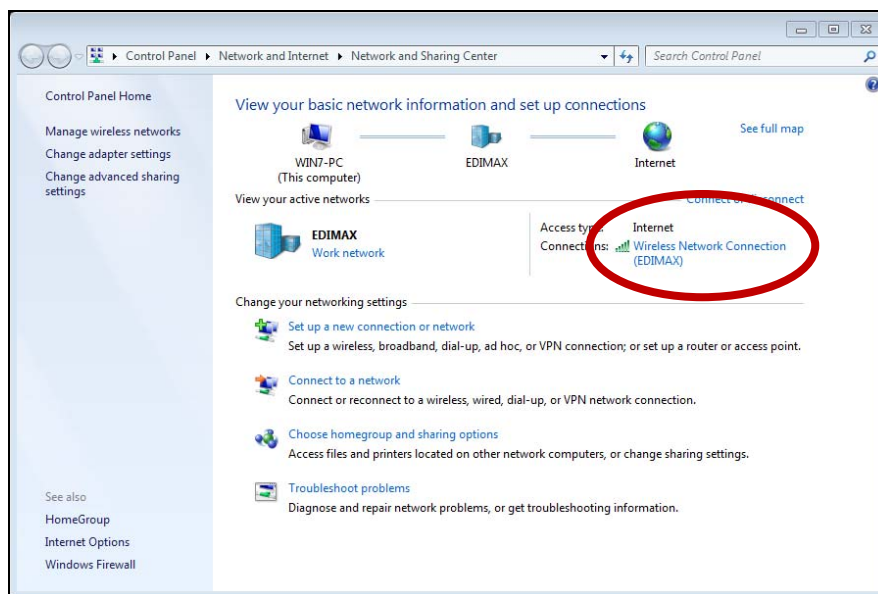 Control Panel ▸ Network and Internet ▸ Network and Sharing Center
Search Control Panel
Control Panel Home
Manage wireless networks
Change adapter settings
Change advanced sharing
settings
View your basic network information and set up connections
See full map
WIN7-PC
(This computer)
EDIMAX
Internet
View your active networks
Connect or disconnect
EDIMAX
Work network
Access type: Internet
Connections: Wireless Network Connection
(EDIMAX)
Change your networking settings
Set up a new connection or network
Set up a wireless, broadband, dial-up, ad hoc, or VPN connection; or set up a router or access point.
Connect to a network
Connect or reconnect to a wireless, wired, dial-up, or VPN network connection.
Choose homegroup and sharing options
Access files and printers located on other network computers, or change sharing settings.
Troubleshoot problems
Diagnose and repair network problems, or get troubleshooting information.
See also
HomeGroup
Internet Options
Windows Firewall